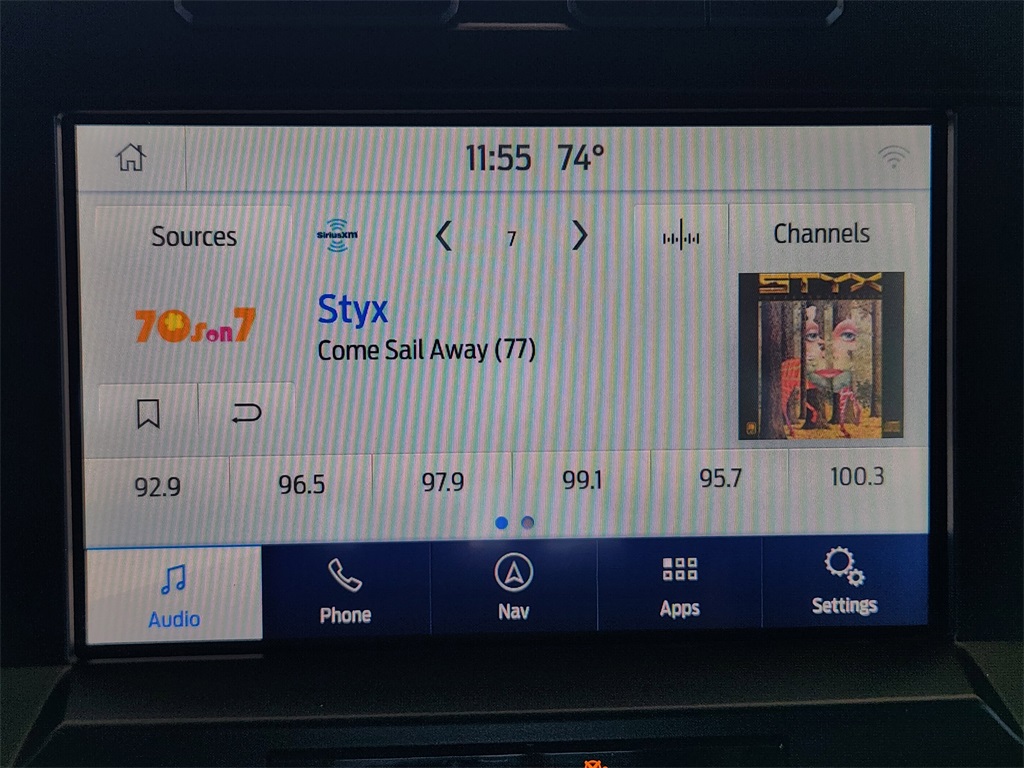 11:55 74°
Sources
SiriusXM
7
Channels
70s on 7
Styx
Come Sail Away (77)
STYX
92.9
96.5
97.9
99.1
95.7
100.3
Audio
Phone
Nav
Apps
Settings